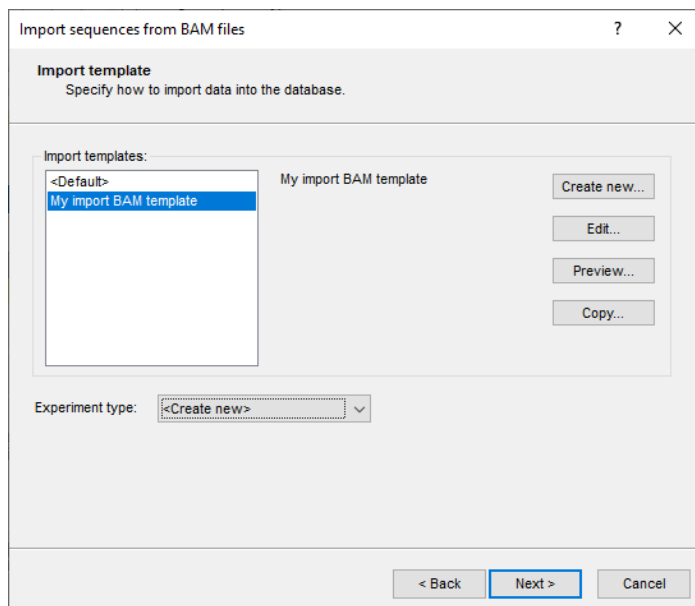 Import sequences from BAM files
?
Import template
Specify how to import data into the database.
Import templates:
<Default>
My import BAM template
My import BAM template
Create new...
Edit...
Preview...
Copy...
Experiment type:
<Create new>
< Back
Next >
Cancel